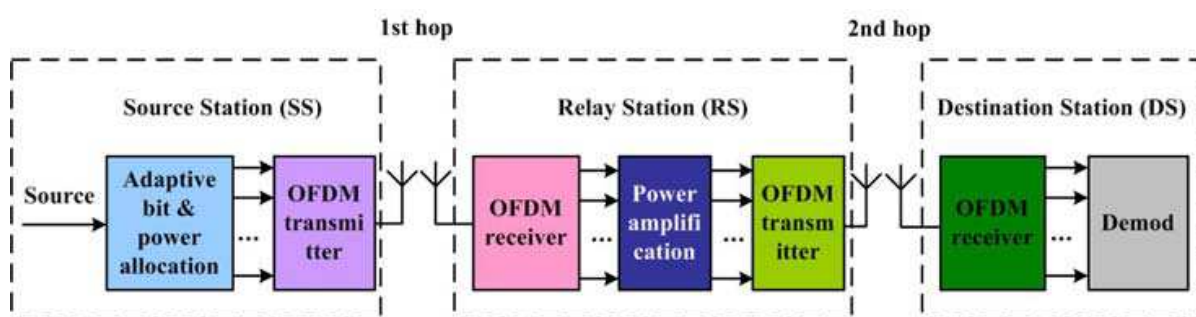 1st hop
2nd hop
Source Station (SS)
Relay Station (RS)
Destination Station (DS)
Source
Adaptive
bit &
power
allocation
...
OFDM
transmi
tter
OFDM
receiver
...
Power
amplifi
cation
...
OFDM
transm
itter
OFDM
receiver
...
Demod